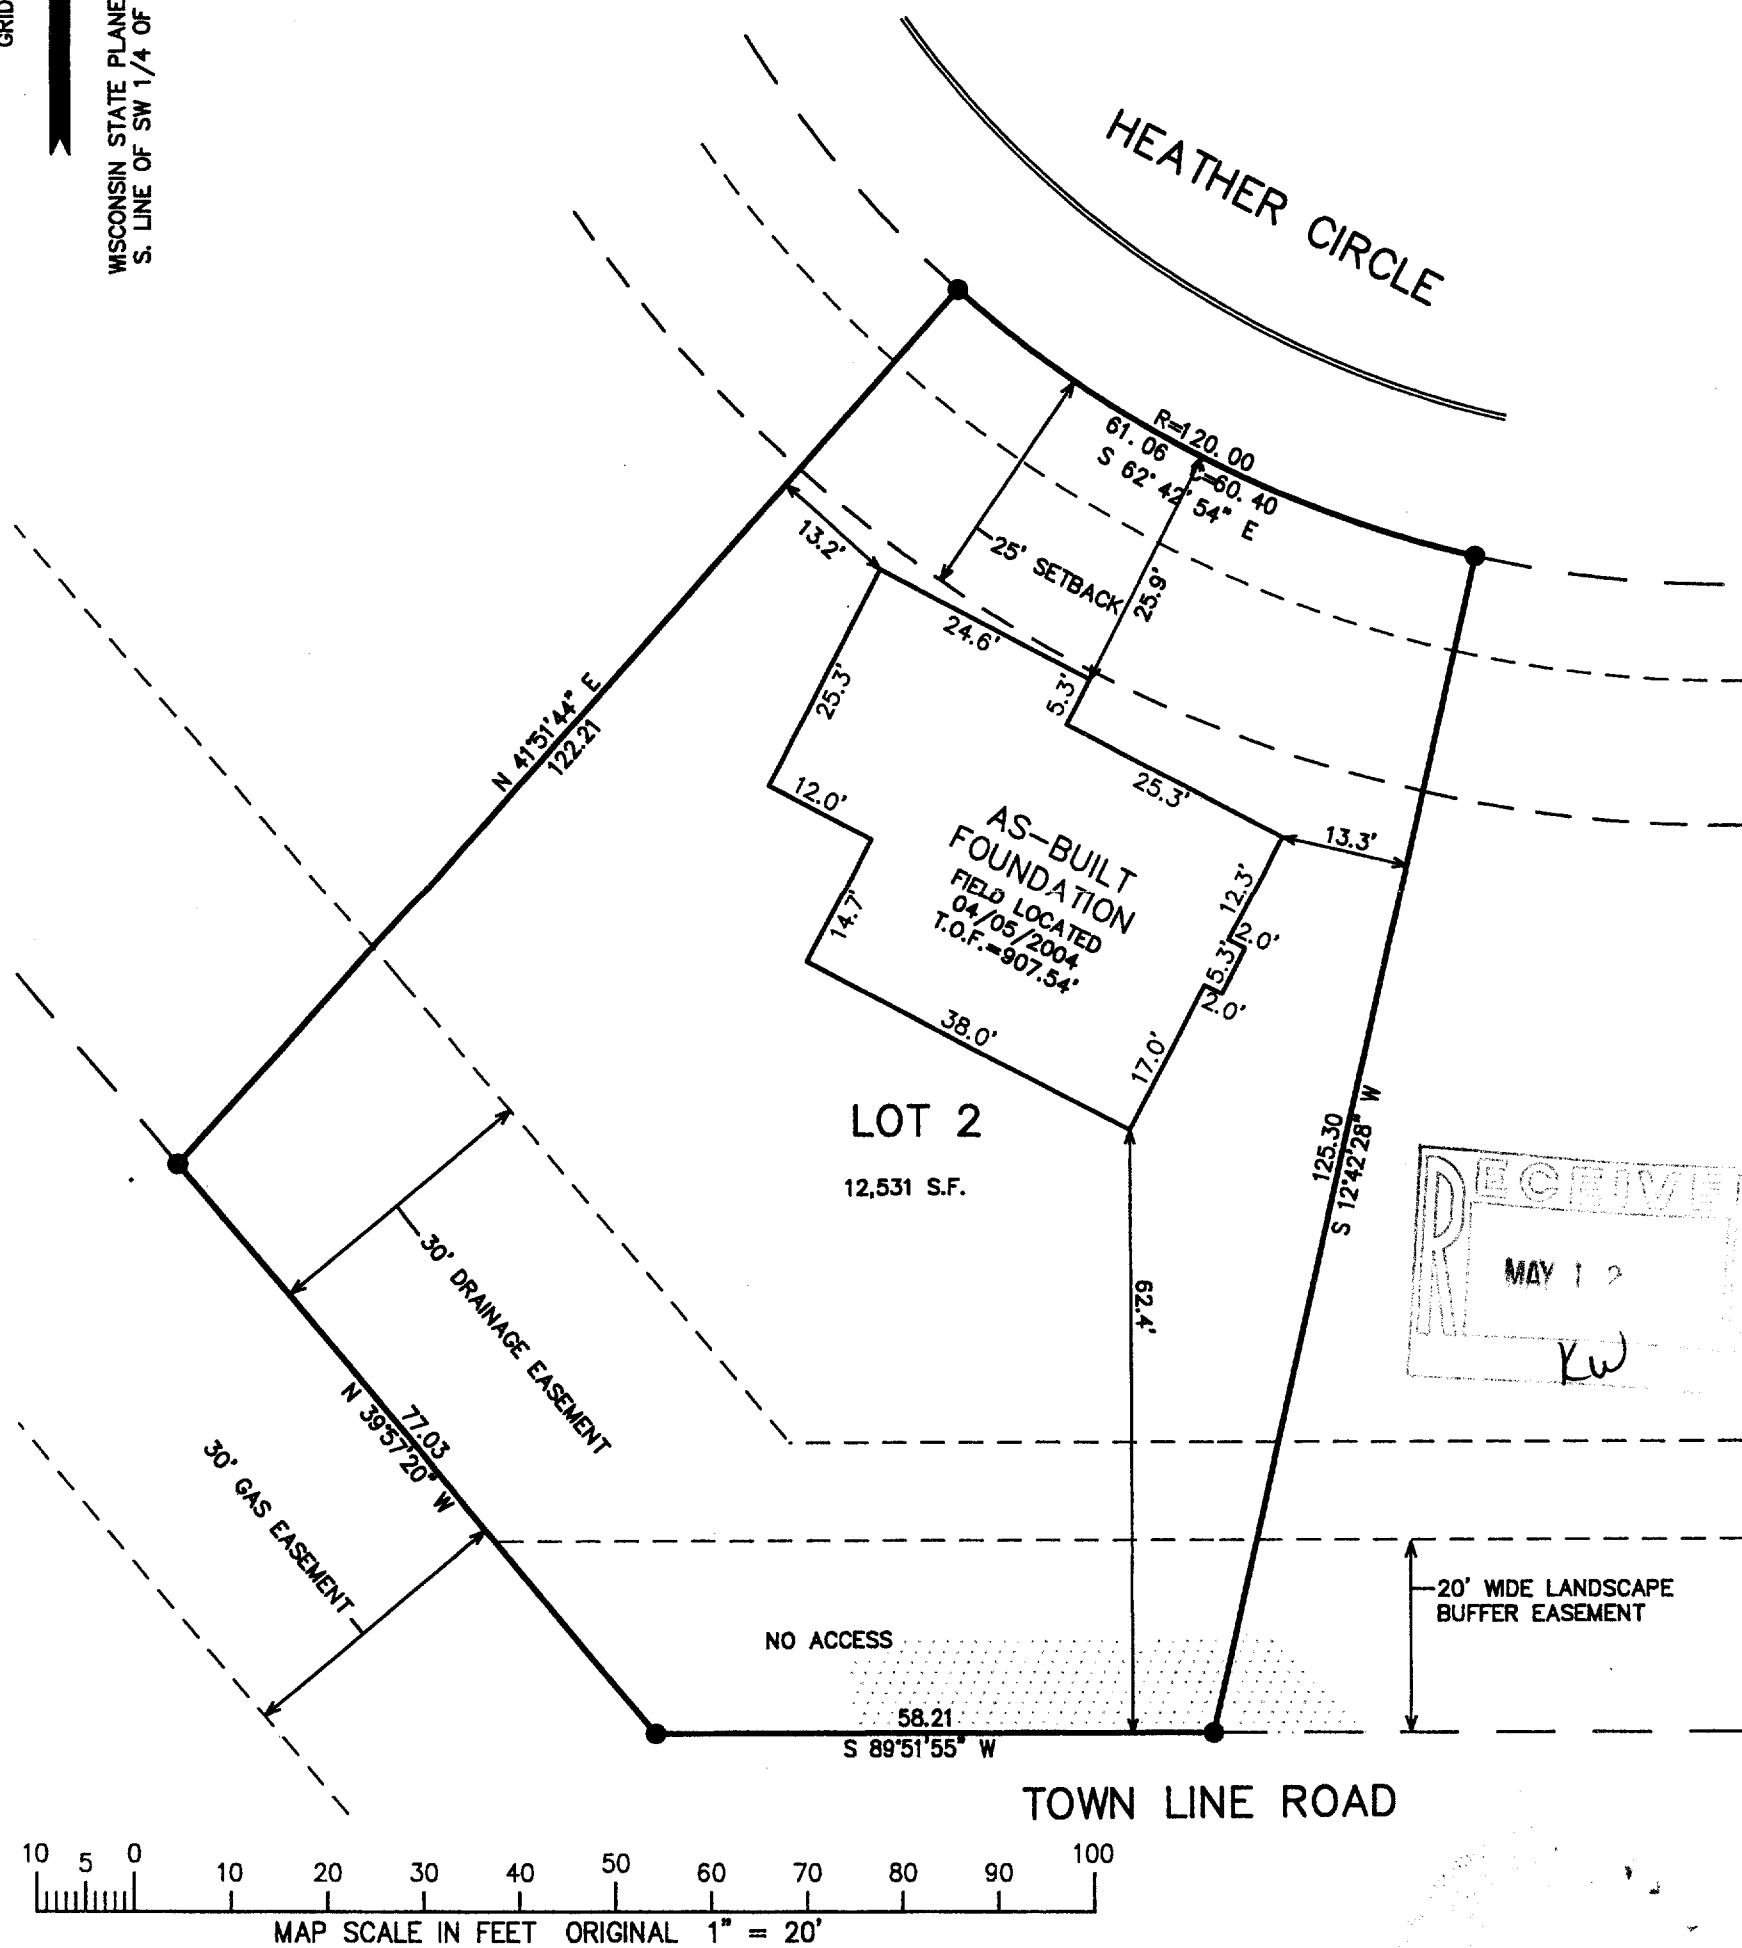 GRID
WISCONSIN STATE PLANE
S. LINE OF SW 1/4 OF
HEATHER CIRCLE
R=120.00
61.06 C=60.40
S 62°42'54" E
13.2'
25' SETBACK
25.9'
24.6'
5.3'
25.3'
25.3'
12.0'
N 41°51'44" E
122.21
AS-BUILT
FOUNDATION
FIELD LOCATED
04/05/2004
T.O.F.=907.54'
13.3'
12.3'
2.0'
5.3'
2.0'
14.7'
38.0'
17.0'
LOT 2
12,531 S.F.
125.30
S 12°42'28" W
62.4'
RECEIVE
MAY 12
KW
30' DRAINAGE EASEMENT
77.03
N 39°57'20" W
30' GAS EASEMENT
20' WIDE LANDSCAPE
BUFFER EASEMENT
NO ACCESS
58.21
S 89°51'55" W
TOWN LINE ROAD
10 5 0 10 20 30 40 50 60 70 80 90 100
MAP SCALE IN FEET ORIGINAL 1" = 20'